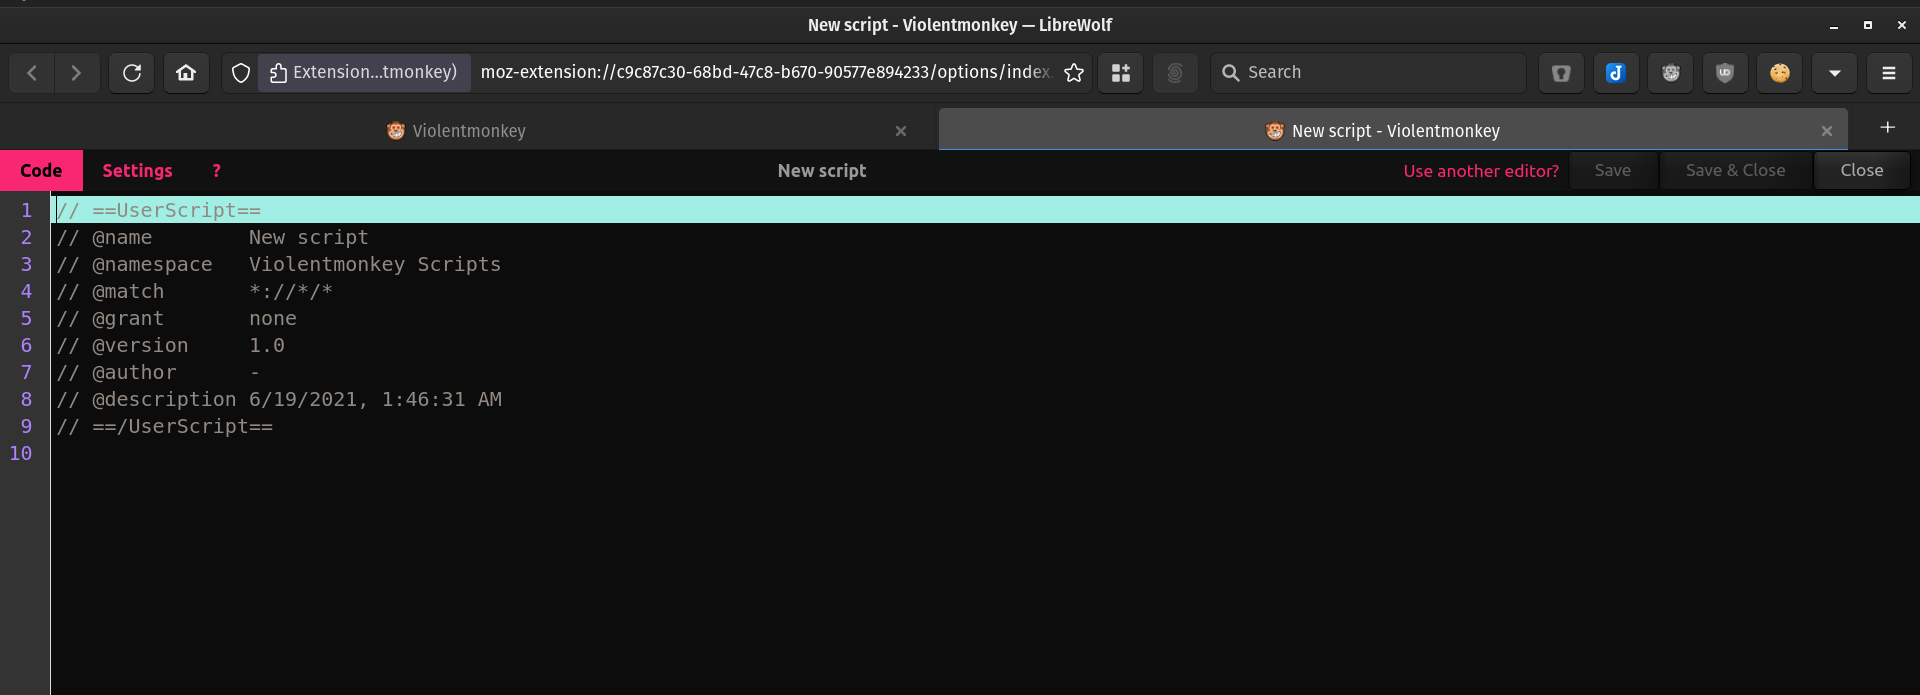 New script - Violentmonkey — LibreWolf
Extension...tmonkey) moz-extension://c9c87c30-68bd-47c8-b670-90577e894233/options/index. Search
Violentmonkey New script - Violentmonkey
Code Settings ? New script Use another editor? Save Save & Close Close
1 // ==UserScript==
2 // @name New script
3 // @namespace Violentmonkey Scripts
4 // @match *://*/*
5 // @grant none
6 // @version 1.0
7 // @author -
8 // @description 6/19/2021, 1:46:31 AM
9 // ==/UserScript==
10